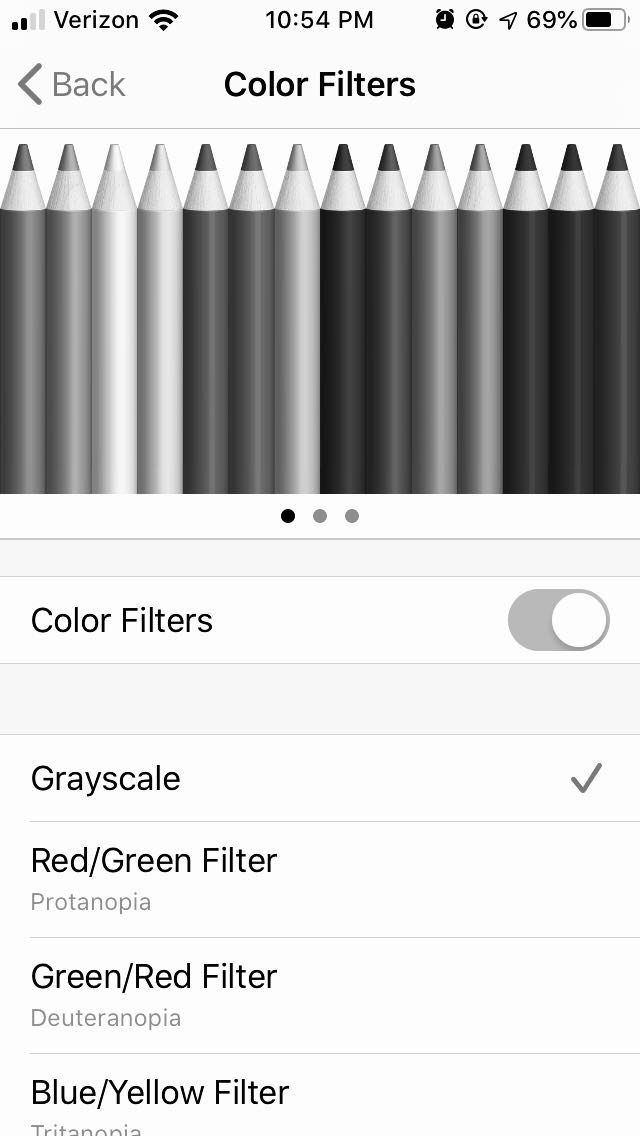 Verizon 10:54 PM 69%
Back Color Filters
Color Filters
Grayscale
Red/Green Filter
Protanopia
Green/Red Filter
Deuteranopia
Blue/Yellow Filter
Tritanopia